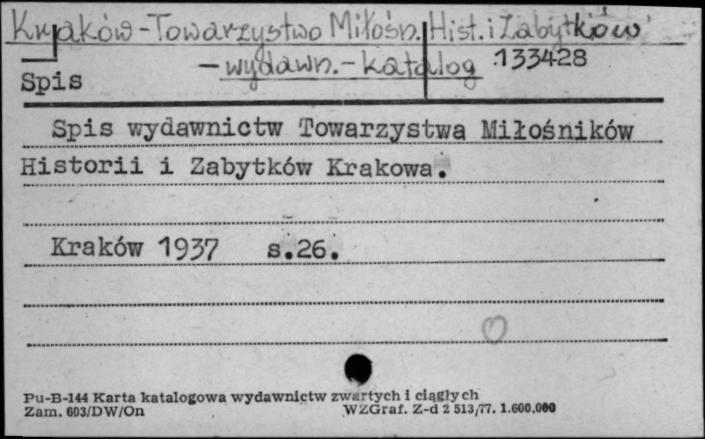 Kraków-Towarzystwo Miłośn. Hist. i Zabytków
-wydawn.-katalog 133428
Spis
Spis wydawnictw Towarzystwa Miłośników
Historii i Zabytków Krakowa.
Kraków 1937 s.26.
Pu-B-144 Karta katalogowa wydawnictw zwartych i ciągłych
Zam. 603/DW/On WZGraf. Z-d 2 513/77. 1.600.000